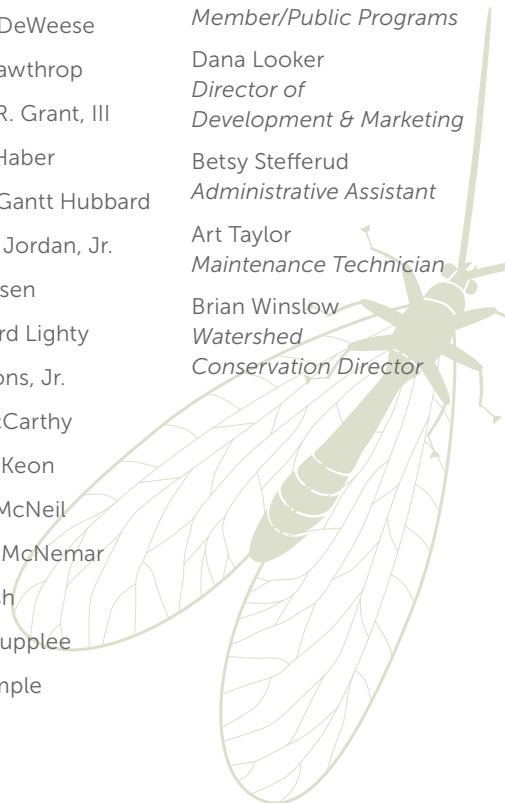 DeWeese
awthrop
R. Grant, III
Haber
Gantt Hubbard
Jordan, Jr.
sen
rd Lighty
ons, Jr.
cCarthy
Keon
McNeil
McNemar
sh
upplee
mple
Member/Public Programs
Dana Looker
Director of
Development & Marketing
Betsy Stefferud
Administrative Assistant
Art Taylor
Maintenance Technician
Brian Winslow
Watershed
Conservation Director